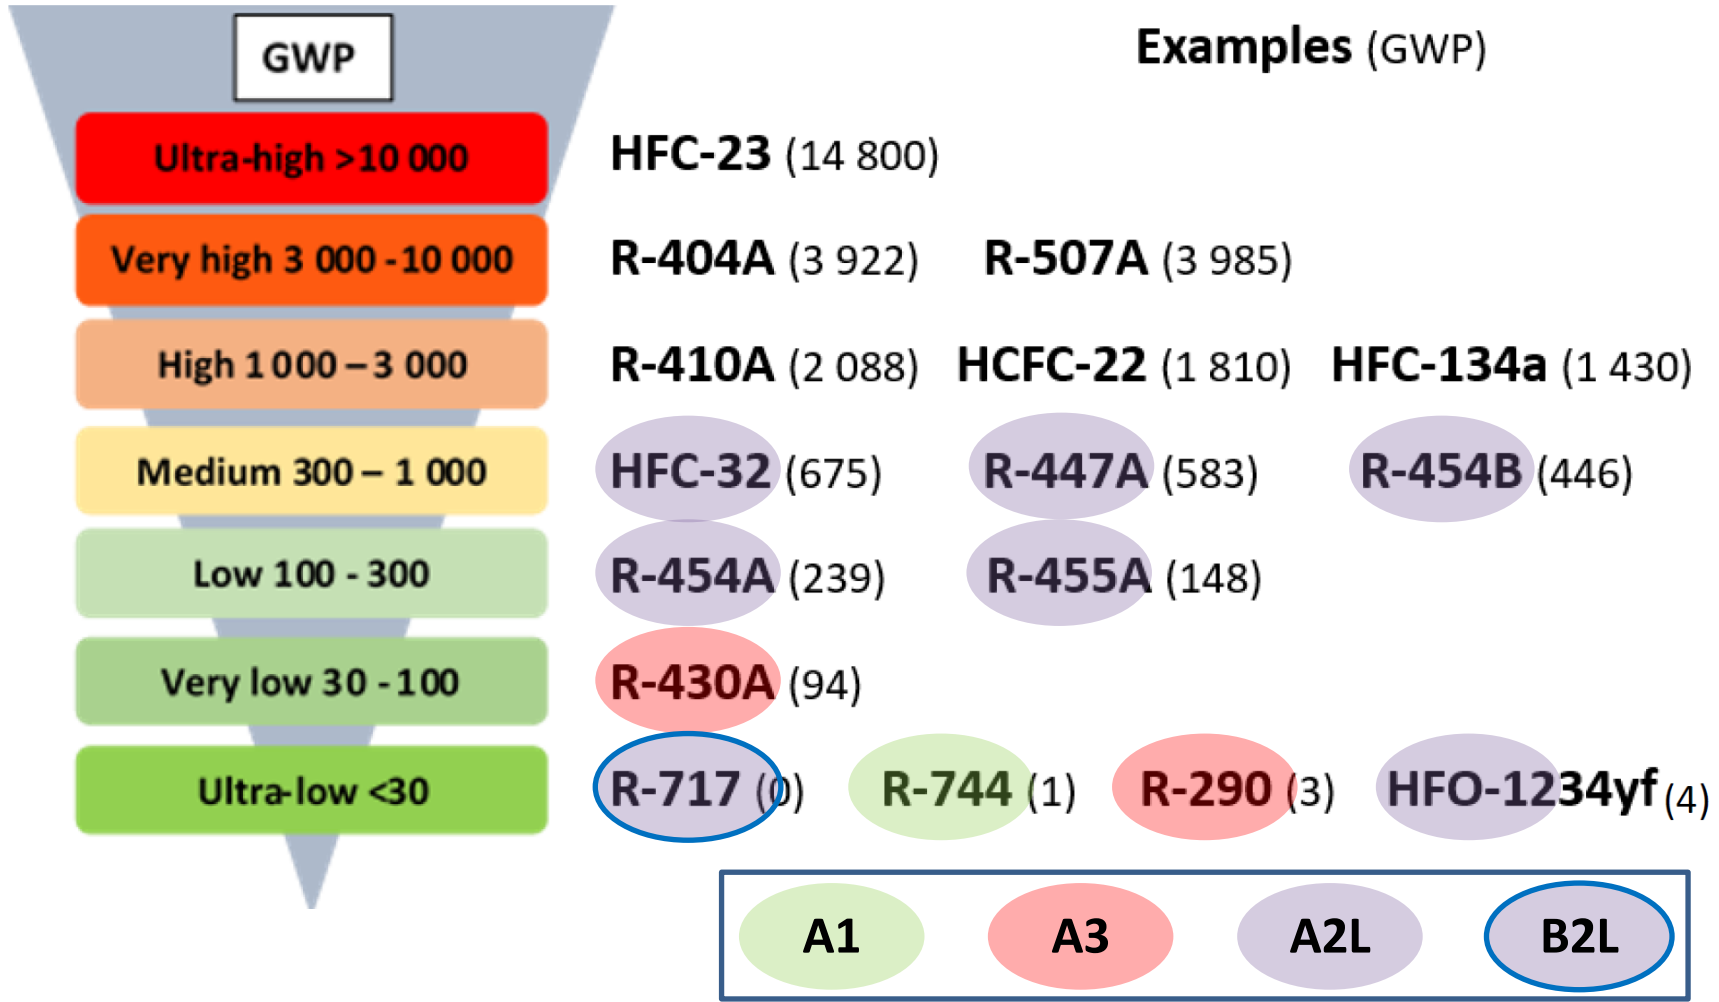 GWP
Examples (GWP)
Ultra-high >10 000
HFC-23 (14 800)
Very high 3 000 -10 000
R-404A (3 922) R-507A (3 985)
High 1 000 – 3 000
R-410A (2 088) HCFC-22 (1 810) HFC-134a (1 430)
Medium 300 – 1 000
HFC-32 (675) R-447A (583) R-454B (446)
Low 100 - 300
R-454A (239) R-455A (148)
Very low 30 - 100
R-430A (94)
Ultra-low <30
R-717 (0) R-744 (1) R-290 (3) HFO-1234yf (4)
A1 A3 A2L B2L